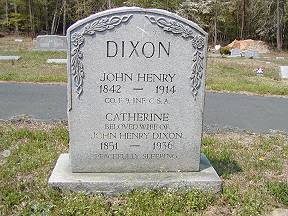 DIXON
JOHN HENRY
1842 — 1914
CO. F. 9. INF. C.S.A.
CATHERINE
BELOVED WIFE OF
JOHN HENRY DIXON
1851 — 1936
PEACEFULLY SLEEPING